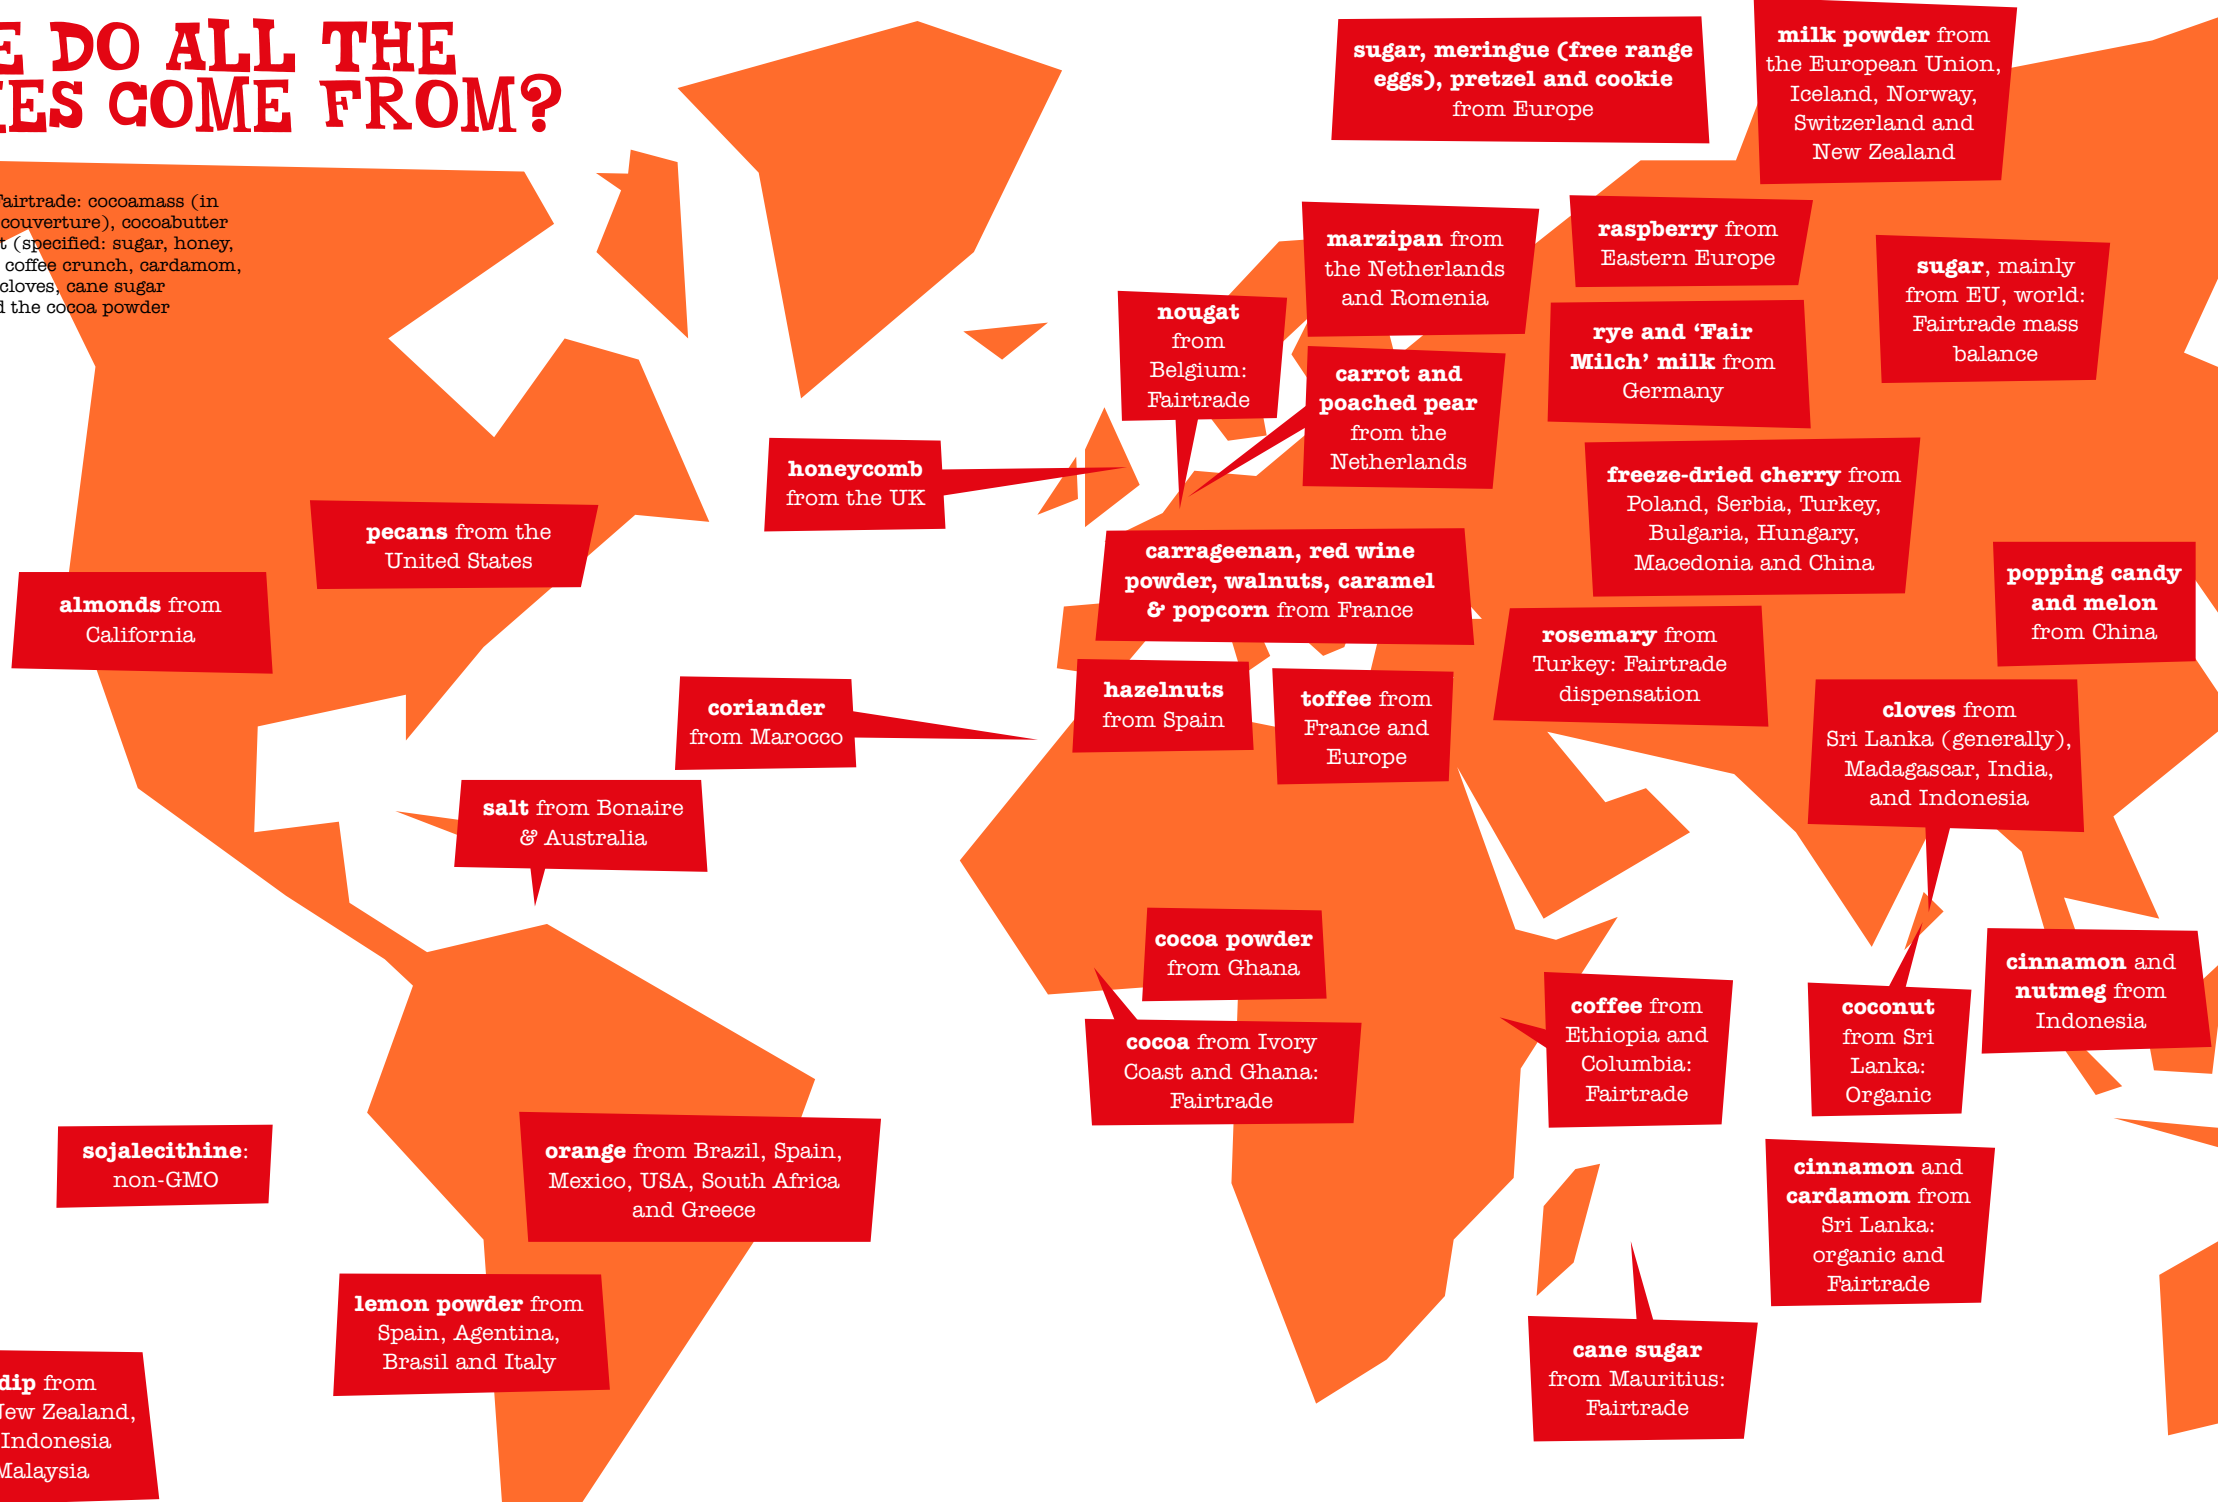 E DO ALL THE
IES COME FROM?
Fairtrade: cocoamass (in
couverture), cocoabutter
t (specified: sugar, honey,
coffee crunch, cardamom,
cloves, cane sugar
d the cocoa powder
sugar, meringue (free range
eggs), pretzel and cookie
from Europe
milk powder from
the European Union,
Iceland, Norway,
Switzerland and
New Zealand
marzipan from
the Netherlands
and Romenia
raspberry from
Eastern Europe
sugar, mainly
from EU, world:
Fairtrade mass
balance
nougat
from
Belgium:
Fairtrade
rye and ‘Fair
Milch’ milk from
Germany
carrot and
poached pear
from the
Netherlands
honeycomb
from the UK
freeze-dried cherry from
Poland, Serbia, Turkey,
Bulgaria, Hungary,
Macedonia and China
pecans from the
United States
almonds from
California
carrageenan, red wine
powder, walnuts, caramel
& popcorn from France
popping candy
and melon
from China
rosemary from
Turkey: Fairtrade
dispensation
hazelnuts
from Spain
toffee from
France and
Europe
coriander
from Marocco
cloves from
Sri Lanka (generally),
Madagascar, India,
and Indonesia
salt from Bonaire
& Australia
cocoa powder
from Ghana
cinnamon and
nutmeg from
Indonesia
coffee from
Ethiopia and
Columbia:
Fairtrade
coconut
from Sri
Lanka:
Organic
cocoa from Ivory
Coast and Ghana:
Fairtrade
sojalecithine:
non-GMO
orange from Brazil, Spain,
Mexico, USA, South Africa
and Greece
cinnamon and
cardamom from
Sri Lanka:
organic and
Fairtrade
lemon powder from
Spain, Agentina,
Brasil and Italy
cane sugar
from Mauritius:
Fairtrade
dip from
New Zealand,
Indonesia
Malaysia